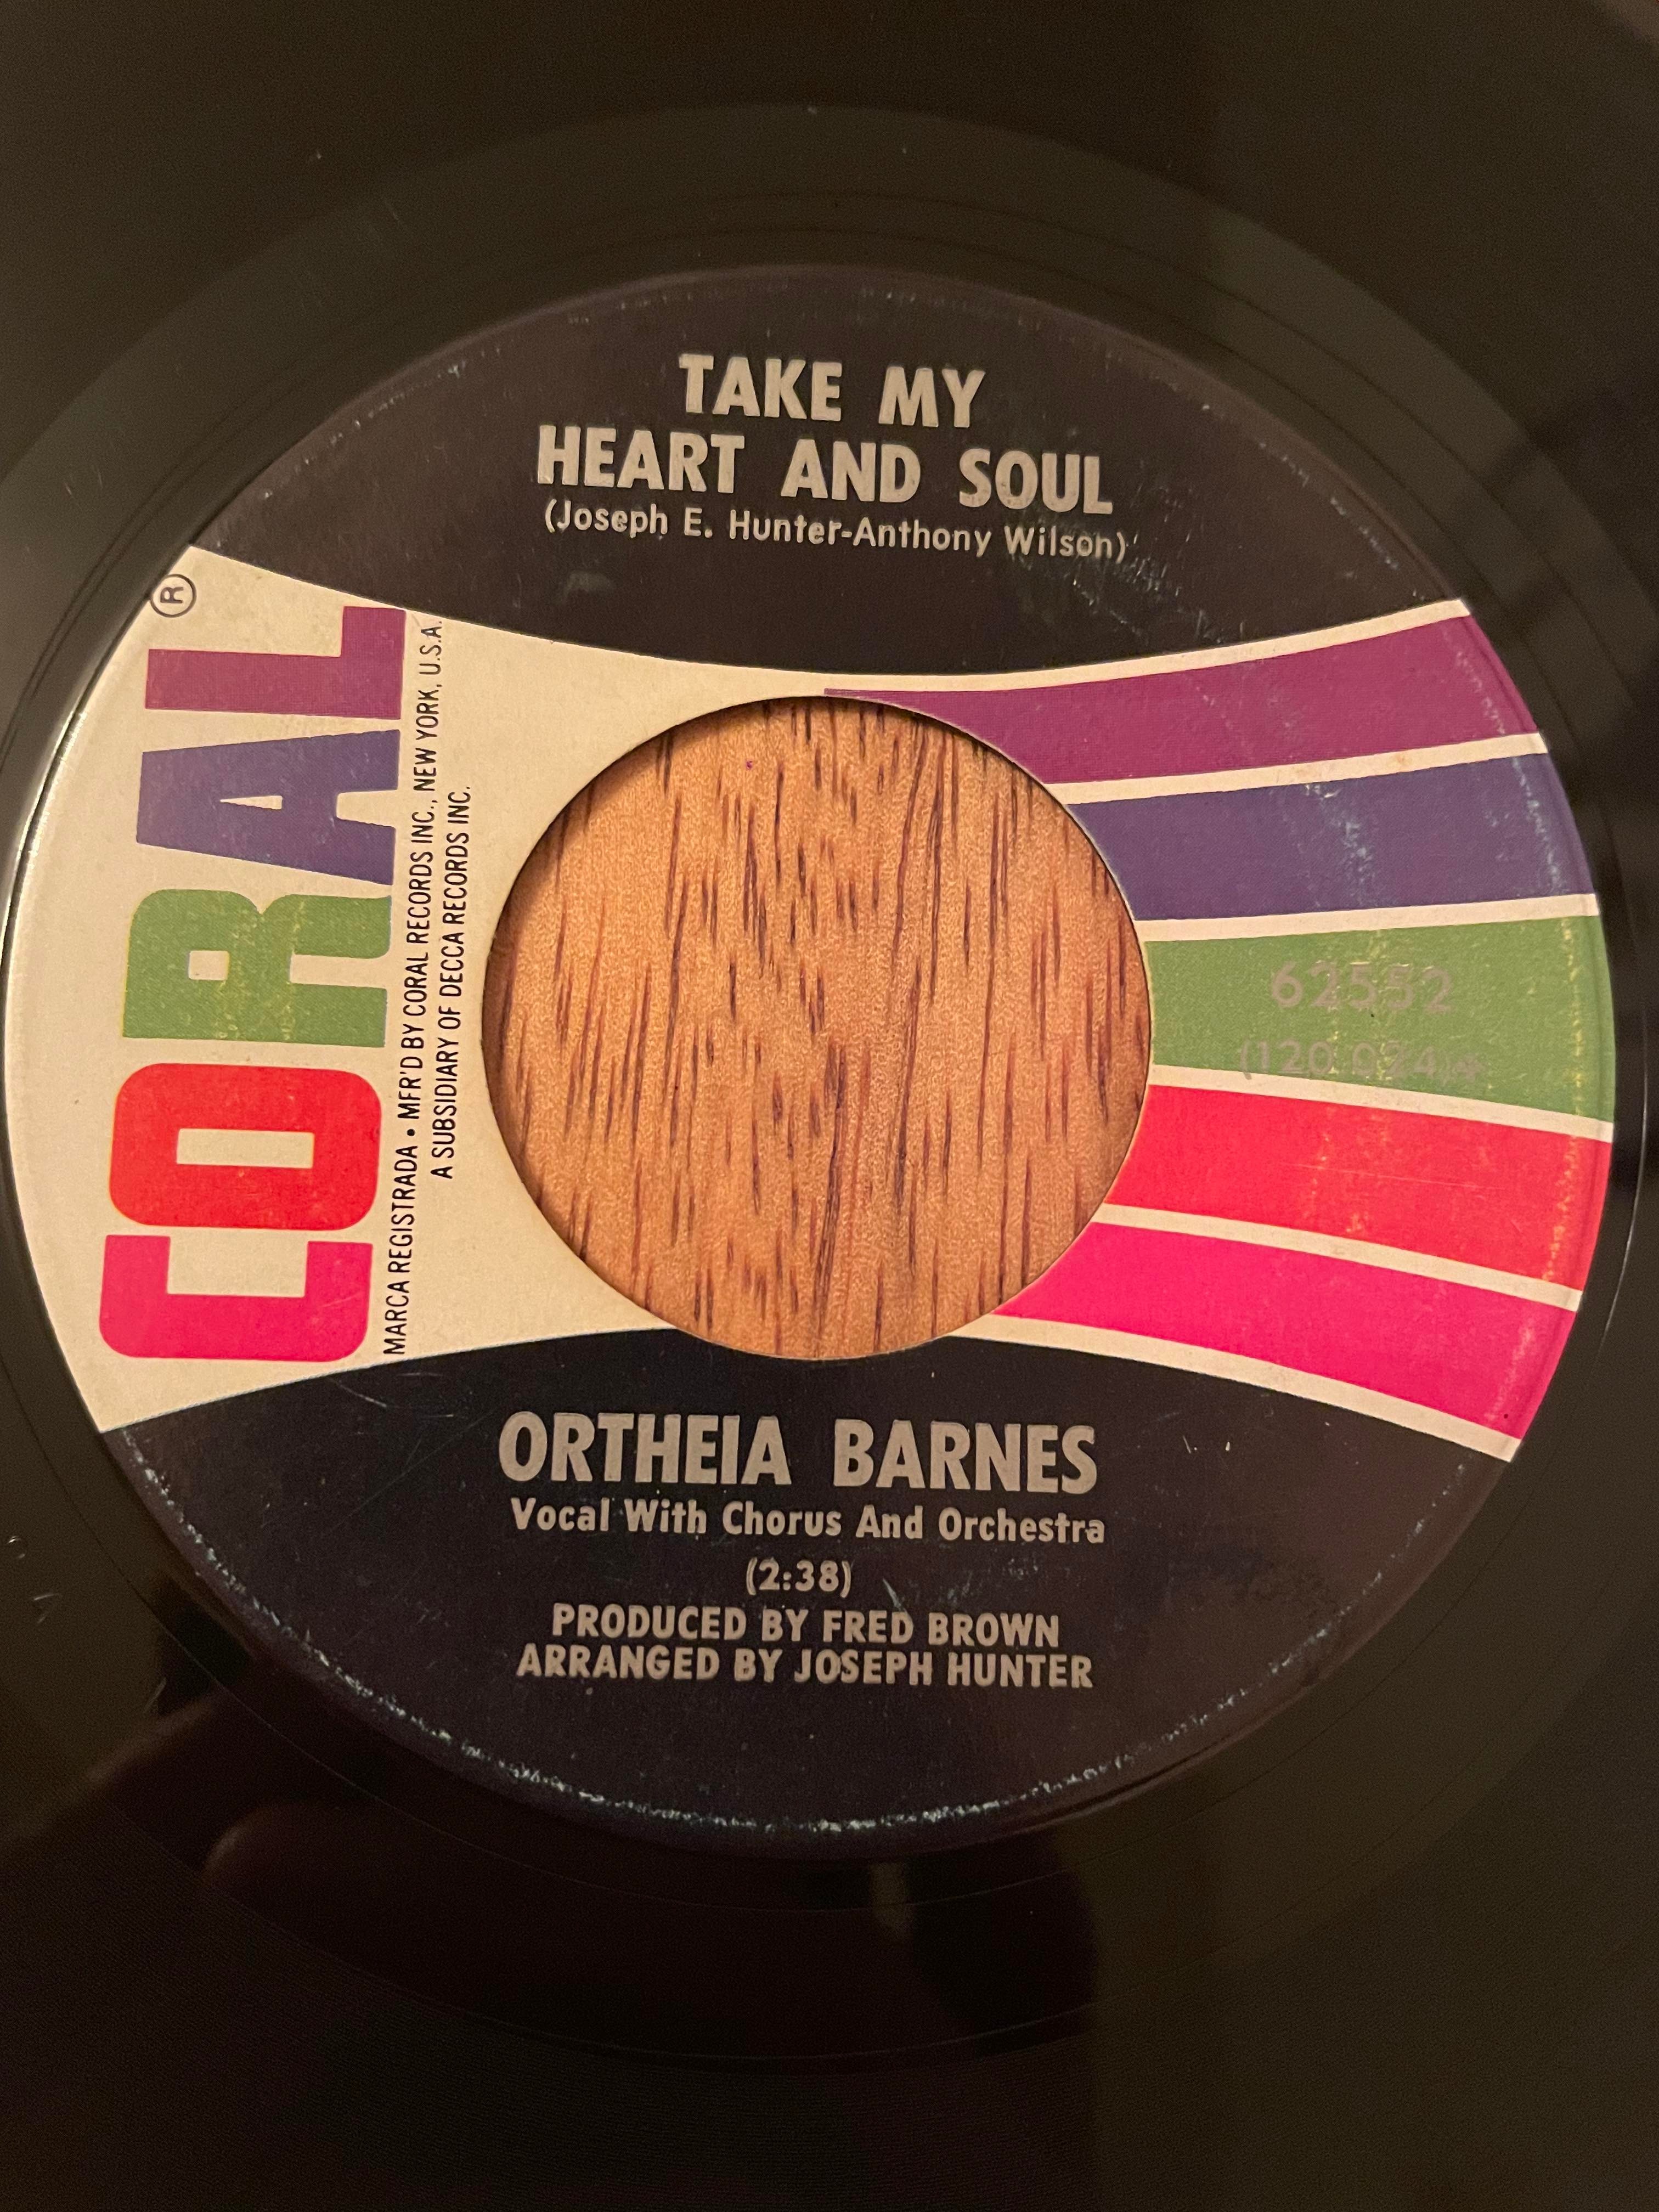 TAKE MY
HEART AND SOUL
(Joseph E. Hunter-Anthony Wilson)
CORAL ®
MARCA REGISTRADA • MFR'D BY CORAL RECORDS INC., NEW YORK, U.S.A.
A SUBSIDIARY OF DECCA RECORDS INC.
62552
(120,024)★
ORTHEIA BARNES
Vocal With Chorus And Orchestra
(2:38)
PRODUCED BY FRED BROWN
ARRANGED BY JOSEPH HUNTER